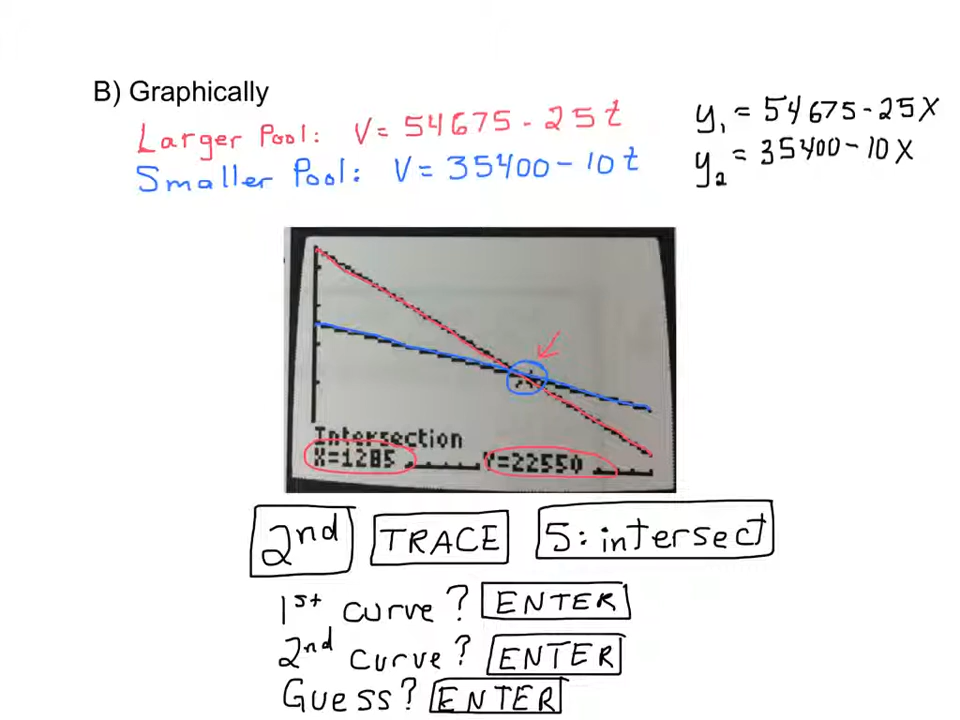 B) Graphically
Larger Pool: V = 54675 - 25t
Smaller Pool: V = 35400 - 10t
y₁ = 54675 - 25X
y₂ = 35400 - 10X
Intersection
X=1285 Y=22550
2nd TRACE 5: intersect
1st curve? ENTER
2nd curve? ENTER
Guess? ENTER